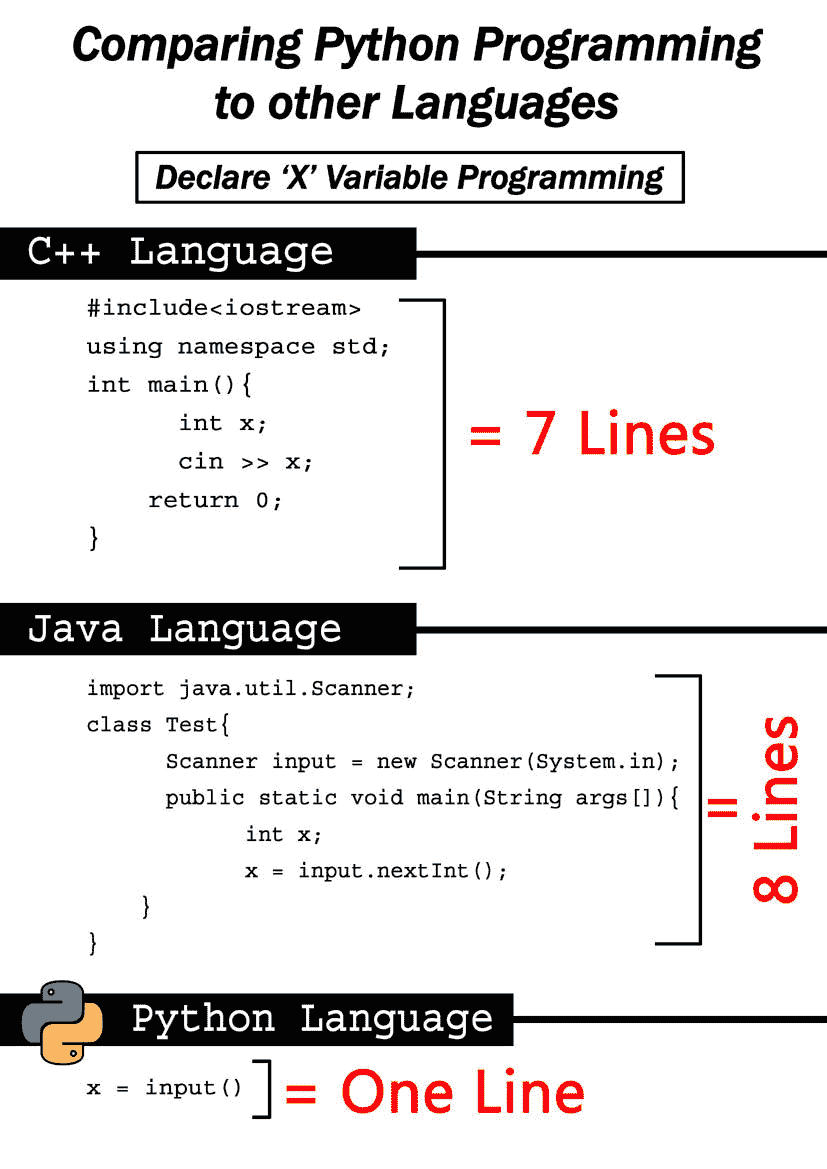 Comparing Python Programming
to other Languages
Declare ‘X’ Variable Programming
C++ Language
#include<iostream>
using namespace std;
int main(){
int x;
cin >> x;
return 0;
}
= 7 Lines
Java Language
import java.util.Scanner;
class Test{
Scanner input = new Scanner(System.in);
public static void main(String args[]){
int x;
x = input.nextInt();
}
}
= 8 Lines
Python Language
x = input()
= One Line